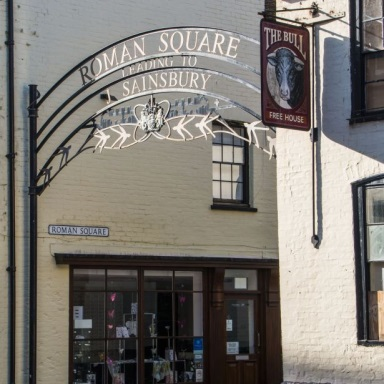 ROMAN SQUARE
LEADING TO
SAINSBURY
THE BULL
FREE HOUSE
ROMAN SQUARE